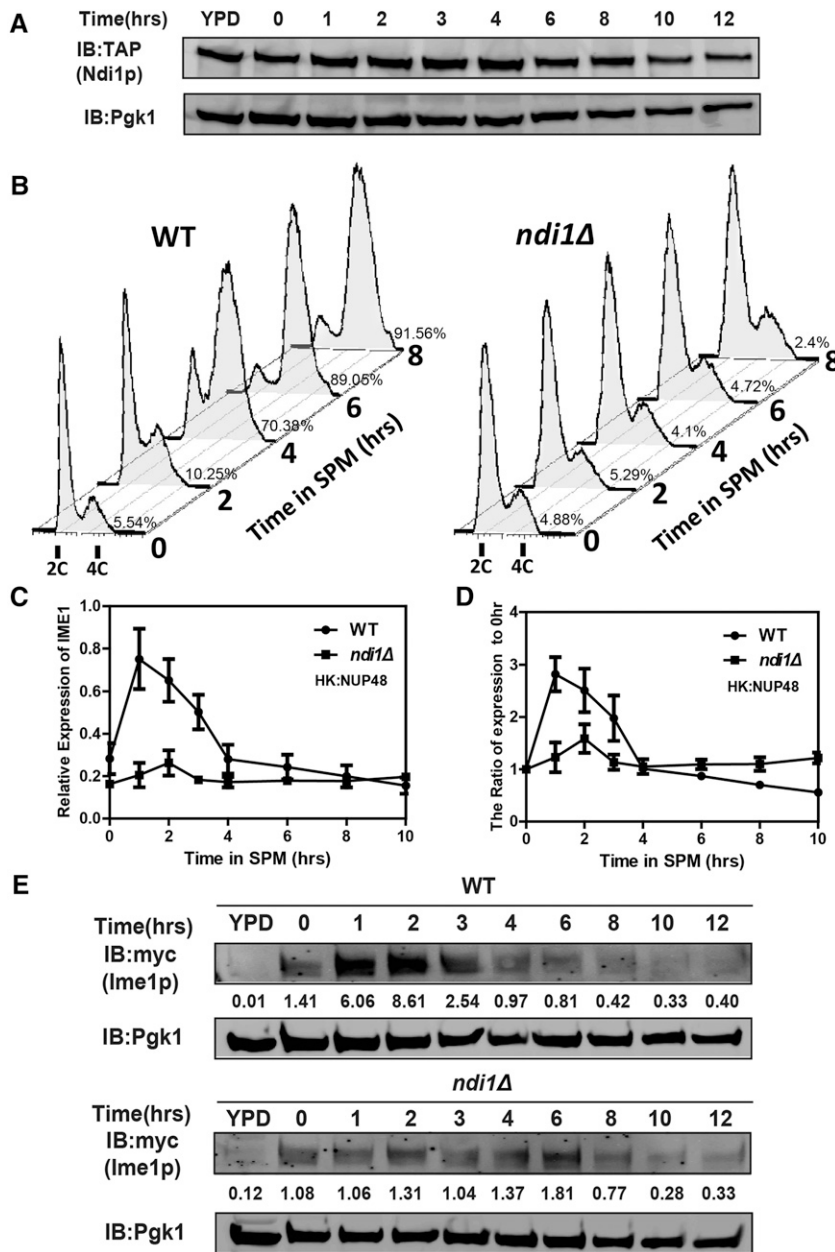 A
Time(hrs) YPD 0 1 2 3 4 6 8 10 12
IB:TAP
(Ndi1p)
IB:Pgk1
B
WT
ndi1Δ
5.54%
10.25%
70.38%
89.05%
91.56%
0
2
4
6
8
Time in SPM (hrs)
2C 4C
4.88%
5.29%
4.1%
4.72%
2.4%
0
2
4
6
8
Time in SPM (hrs)
2C 4C
C
Relative Expression of IME1
1.0
0.8
0.6
0.4
0.2
0.0
0 2 4 6 8 10
Time in SPM (hrs)
WT
ndi1Δ
HK:NUP48
D
The Ratio of expression to 0hr
4
3
2
1
0
0 2 4 6 8 10
Time in SPM (hrs)
WT
ndi1Δ
HK:NUP48
E
WT
Time(hrs) YPD 0 1 2 3 4 6 8 10 12
IB:myc
(Ime1p)
0.01 1.41 6.06 8.61 2.54 0.97 0.81 0.42 0.33 0.40
IB:Pgk1
ndi1Δ
Time(hrs) YPD 0 1 2 3 4 6 8 10 12
IB:myc
(Ime1p)
0.12 1.08 1.06 1.31 1.04 1.37 1.81 0.77 0.28 0.33
IB:Pgk1